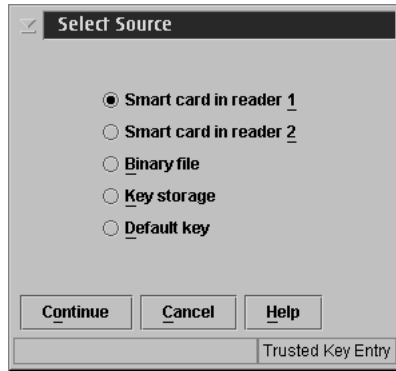 Select Source
Smart card in reader 1
Smart card in reader 2
Binary file
Key storage
Default key
Continue Cancel Help
Trusted Key Entry